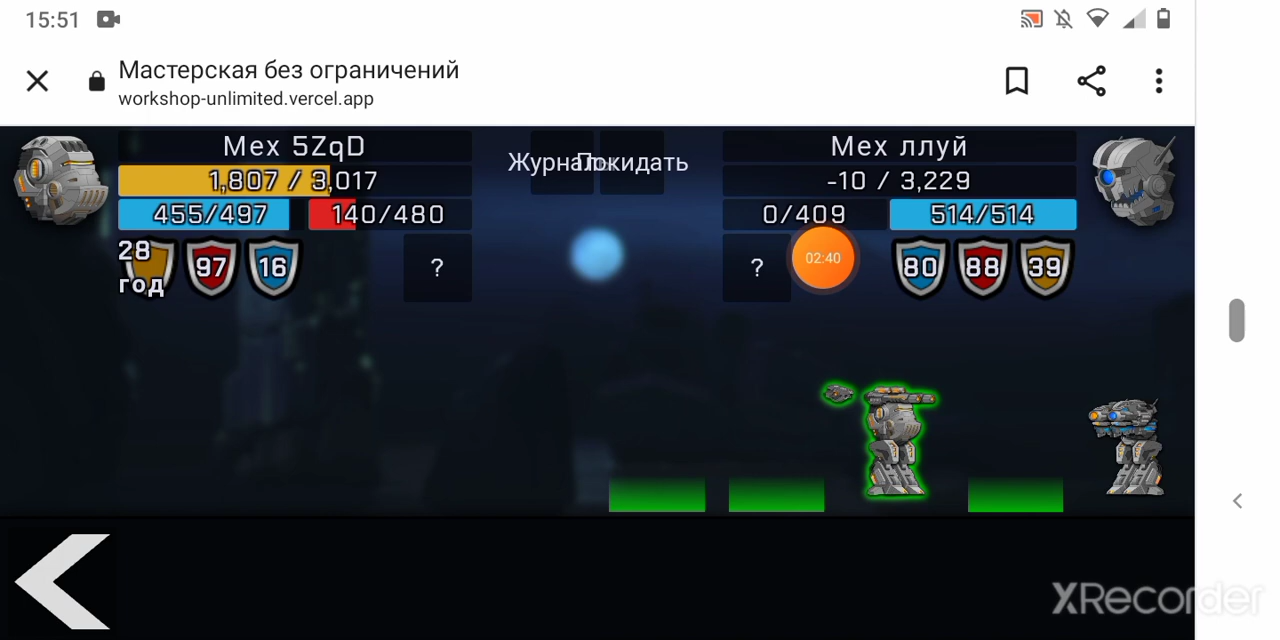 15:51
Мастерская без ограничений
workshop-unlimited.vercel.app
Мех 5ZqD
1,807 / 3,017
455/497
140/480
28 год
97
16
?
Журнал
Покидать
Мех ллуй
-10 / 3,229
0/409
514/514
?
02:40
80
88
39
XRecorder